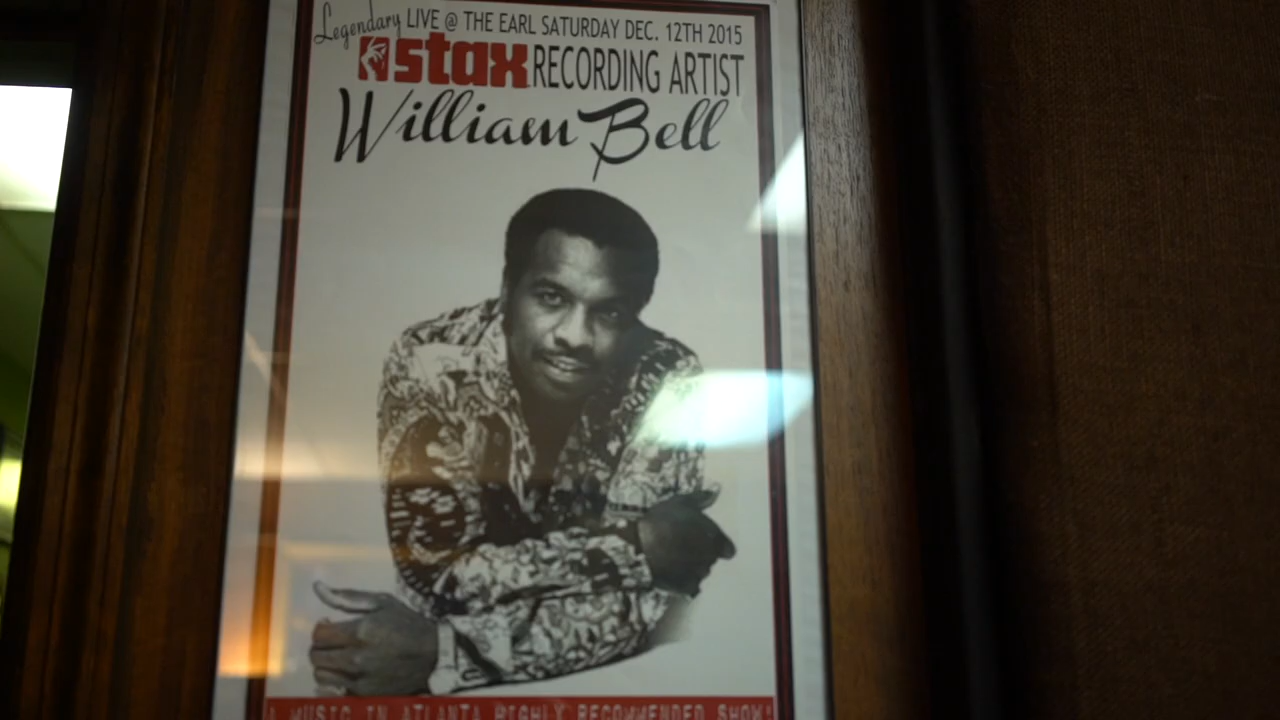 Legendary LIVE @ THE EARL SATURDAY DEC. 12TH 2015
stax RECORDING ARTIST
William Bell
A MUSIC IN ATLANTA HIGHLY RECOMMENDED SHOW!